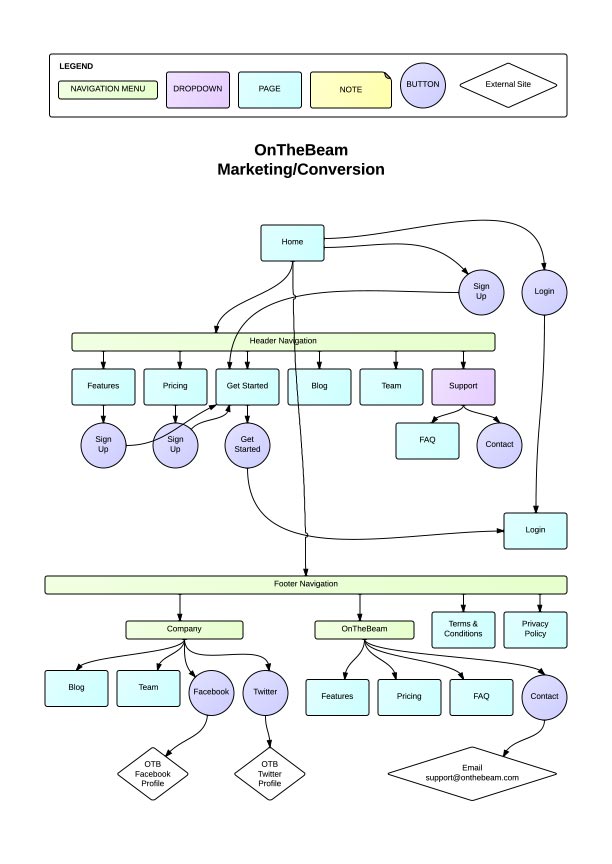 LEGEND
NAVIGATION MENU
DROPDOWN
PAGE
NOTE
BUTTON
External Site
OnTheBeam
Marketing/Conversion
Home
Sign
Up
Login
Header Navigation
Features
Pricing
Get Started
Blog
Team
Support
Sign
Up
Sign
Up
Get
Started
FAQ
Contact
Login
Footer Navigation
Company
OnTheBeam
Terms &
Conditions
Privacy
Policy
Blog
Team
Facebook
Twitter
Features
Pricing
FAQ
Contact
OTB
Facebook
Profile
OTB
Twitter
Profile
Email
support@onthebeam.com